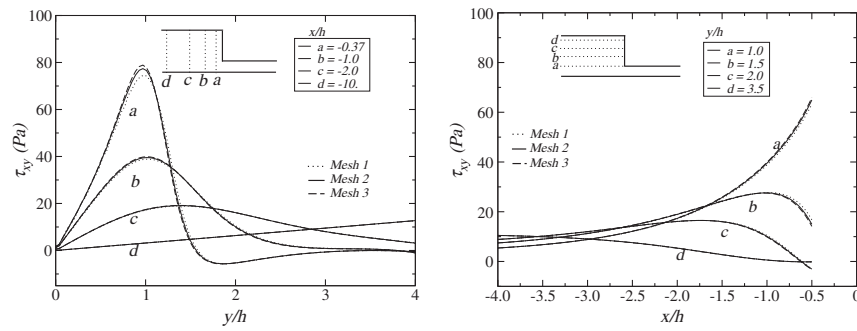 100
80
60
40
20
0
τxy (Pa)
0
1
2
3
4
y/h
x/h
a = -0.37
b = -1.0
c = -2.0
d = -10.
d c b a
a
b
c
d
Mesh 1
Mesh 2
Mesh 3
100
80
60
40
20
0
τxy (Pa)
-4.0
-3.5
-3.0
-2.5
-2.0
-1.5
-1.0
-0.5
0
x/h
y/h
a = 1.0
b = 1.5
c = 2.0
d = 3.5
d
c
b
a
a
b
c
d
Mesh 1
Mesh 2
Mesh 3